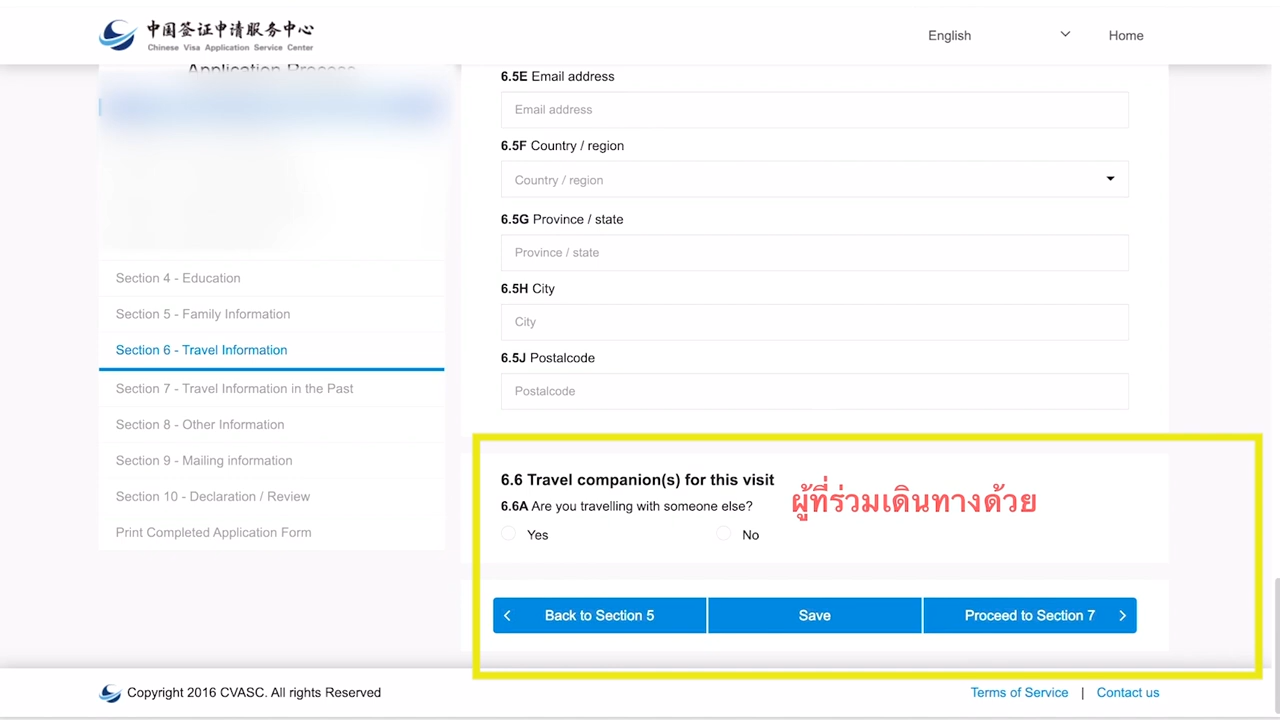 中国签证申请服务中心
Chinese Visa Application Service Center
English
Home
Application Process
Section 4 - Education
Section 5 - Family Information
Section 6 - Travel Information
Section 7 - Travel Information in the Past
Section 8 - Other Information
Section 9 - Mailing information
Section 10 - Declaration / Review
Print Completed Application Form
6.5E Email address
Email address
6.5F Country / region
Country / region
6.5G Province / state
Province / state
6.5H City
City
6.5J Postalcode
Postalcode
6.6 Travel companion(s) for this visit
6.6A Are you travelling with someone else?
ผู้ที่ร่วมเดินทางด้วย
Yes
No
Back to Section 5
Save
Proceed to Section 7
Copyright 2016 CVASC. All rights Reserved
Terms of Service | Contact us